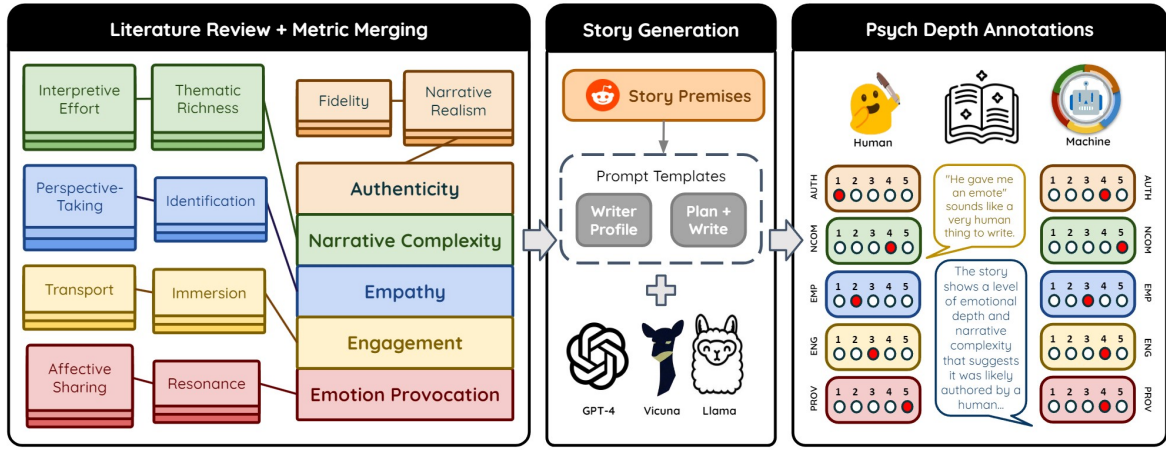 Literature Review + Metric Merging
Interpretive
Effort
Thematic
Richness
Fidelity
Narrative
Realism
Perspective-
Taking
Identification
Transport
Immersion
Affective
Sharing
Resonance
Authenticity
Narrative Complexity
Empathy
Engagement
Emotion Provocation
Story Generation
Story Premises
Prompt Templates
Writer
Profile
Plan +
Write
GPT-4
Vicuna
Llama
Psych Depth Annotations
Human
Machine
AUTH
1 2 3 4 5
NCOM
1 2 3 4 5
EMP
1 2 3 4 5
ENG
1 2 3 4 5
PROV
1 2 3 4 5
"He gave me
an emote"
sounds like a
very human
thing to write.
The story
shows a level
of emotional
depth and
narrative
complexity
that suggests
it was likely
authored by a
human...
1 2 3 4 5
AUTH
1 2 3 4 5
NCOM
1 2 3 4 5
EMP
1 2 3 4 5
ENG
1 2 3 4 5
PROV